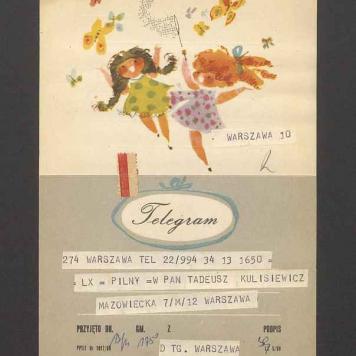 WARSZAWA 10
Telegram
274 WARSZAWA TEL 22/994 34 13 1650 =
= LX = PILNY =W PAN TADEUSZ KULISIEWICZ
MAZOWIECKA 7/M/12 WARSZAWA
PRZYJĘTO DN. GM. Z PODPIS
D TG. WARSZAWA